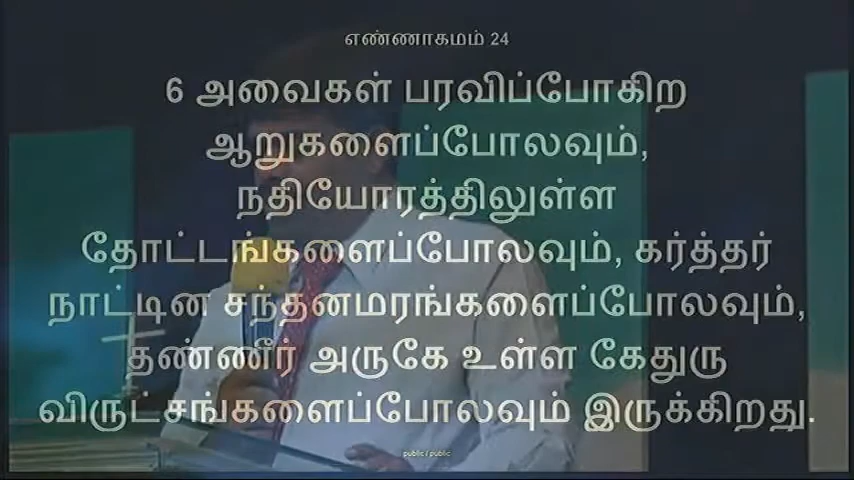 எண்ணாகமம் 24
6 அவைகள் பரவிப்போகிற
ஆறுகளைப்போலவும்,
நதியோரத்திலுள்ள
தோட்டங்களைப்போலவும், கர்த்தர்
நாட்டின சந்தனமரங்களைப்போலவும்,
தண்ணீர் அருகே உள்ள கேதுரு
விருட்சங்களைப்போலவும் இருக்கிறது.
public / public